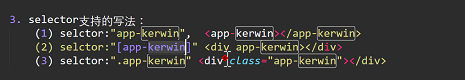 3. selector支持的写法：
(1) selctor:"app-kerwin", <app-kerwin></app-kerwin>
(2) selctor:"[app-kerwin]" <div app-kerwin></div>
(3) selctor:".app-kerwin" <div class="app-kerwin"></div>